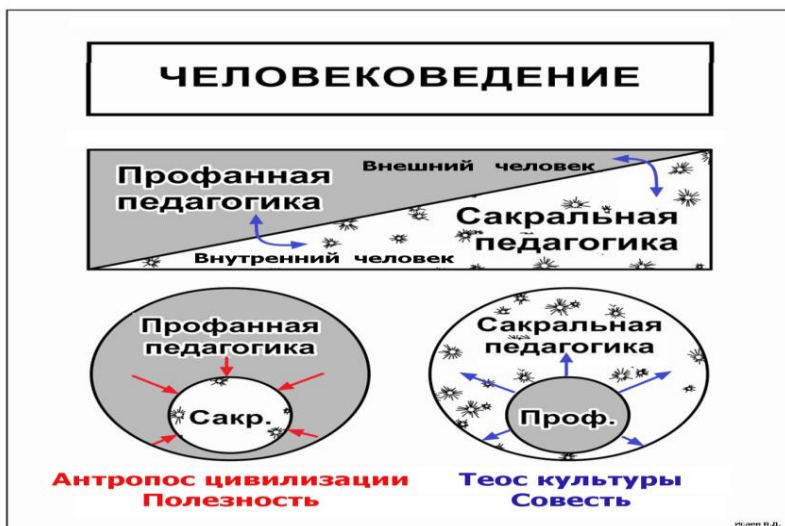 ЧЕЛОВЕКОВЕДЕНИЕ
Профанная
педагогика
Внешний человек
Сакральная
педагогика
Внутренний человек
Профанная
педагогика
Сакр.
Сакральная
педагогика
Проф.
Антропос цивилизации
Полезность
Теос культуры
Совесть
Исаев В.Д.